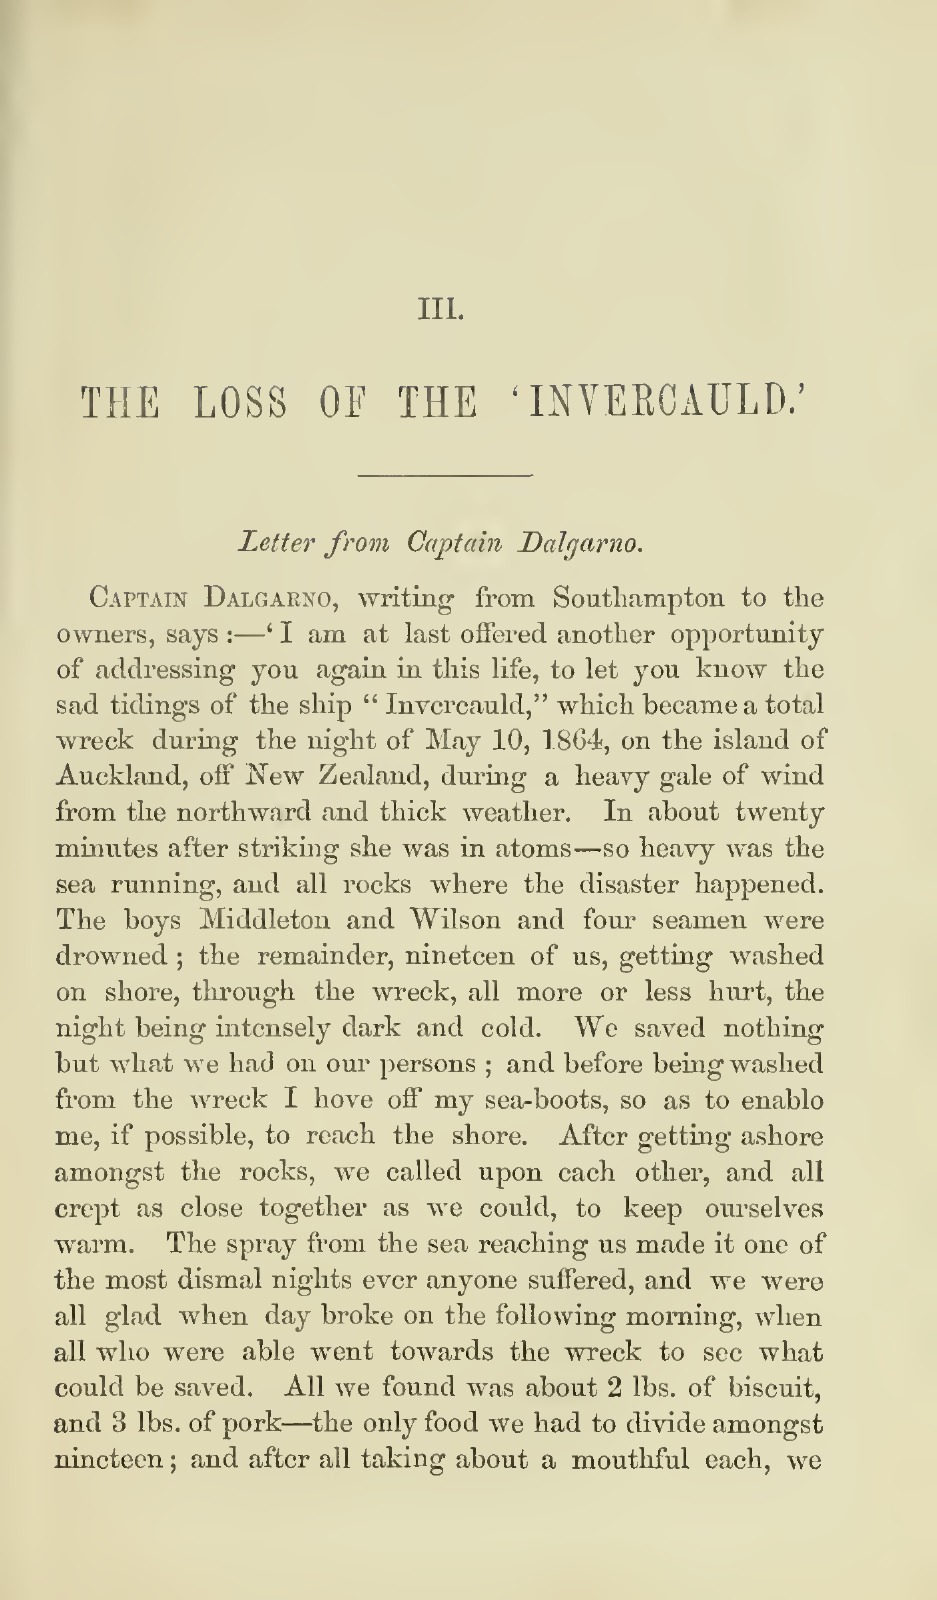 III.
THE LOSS OF THE ‘INVERCAULD.’
Letter from Captain Dalgarno.
CAPTAIN DALGARNO, writing from Southampton to the
owners, says:—‘I am at last offered another opportunity
of addressing you again in this life, to let you know the
sad tidings of the ship “Invercauld,” which became a total
wreck during the night of May 10, 1864, on the island of
Auckland, off New Zealand, during a heavy gale of wind
from the northward and thick weather. In about twenty
minutes after striking she was in atoms—so heavy was the
sea running, and all rocks where the disaster happened.
The boys Middleton and Wilson and four seamen were
drowned; the remainder, nineteen of us, getting washed
on shore, through the wreck, all more or less hurt, the
night being intensely dark and cold. We saved nothing
but what we had on our persons; and before being washed
from the wreck I hove off my sea-boots, so as to enable
me, if possible, to reach the shore. After getting ashore
amongst the rocks, we called upon each other, and all
crept as close together as we could, to keep ourselves
warm. The spray from the sea reaching us made it one of
the most dismal nights ever anyone suffered, and we were
all glad when day broke on the following morning, when
all who were able went towards the wreck to see what
could be saved. All we found was about 2 lbs. of biscuit,
and 3 lbs. of pork—the only food we had to divide amongst
nineteen; and after all taking about a mouthful each, we